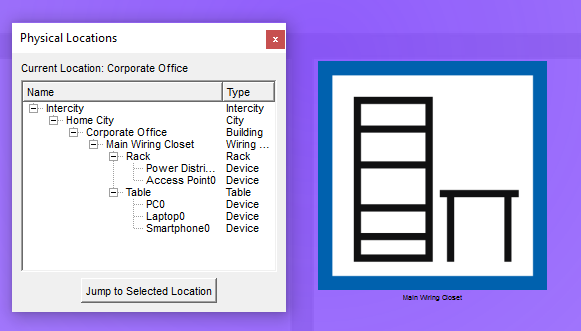 Physical Locations
x
Current Location: Corporate Office
Name Type
Intercity Intercity
Home City City
Corporate Office Building
Main Wiring Closet Wiring ...
Rack Rack
Power Distri... Device
Access Point0 Device
Table Table
PC0 Device
Laptop0 Device
Smartphone0 Device
Jump to Selected Location
Main Wiring Closet